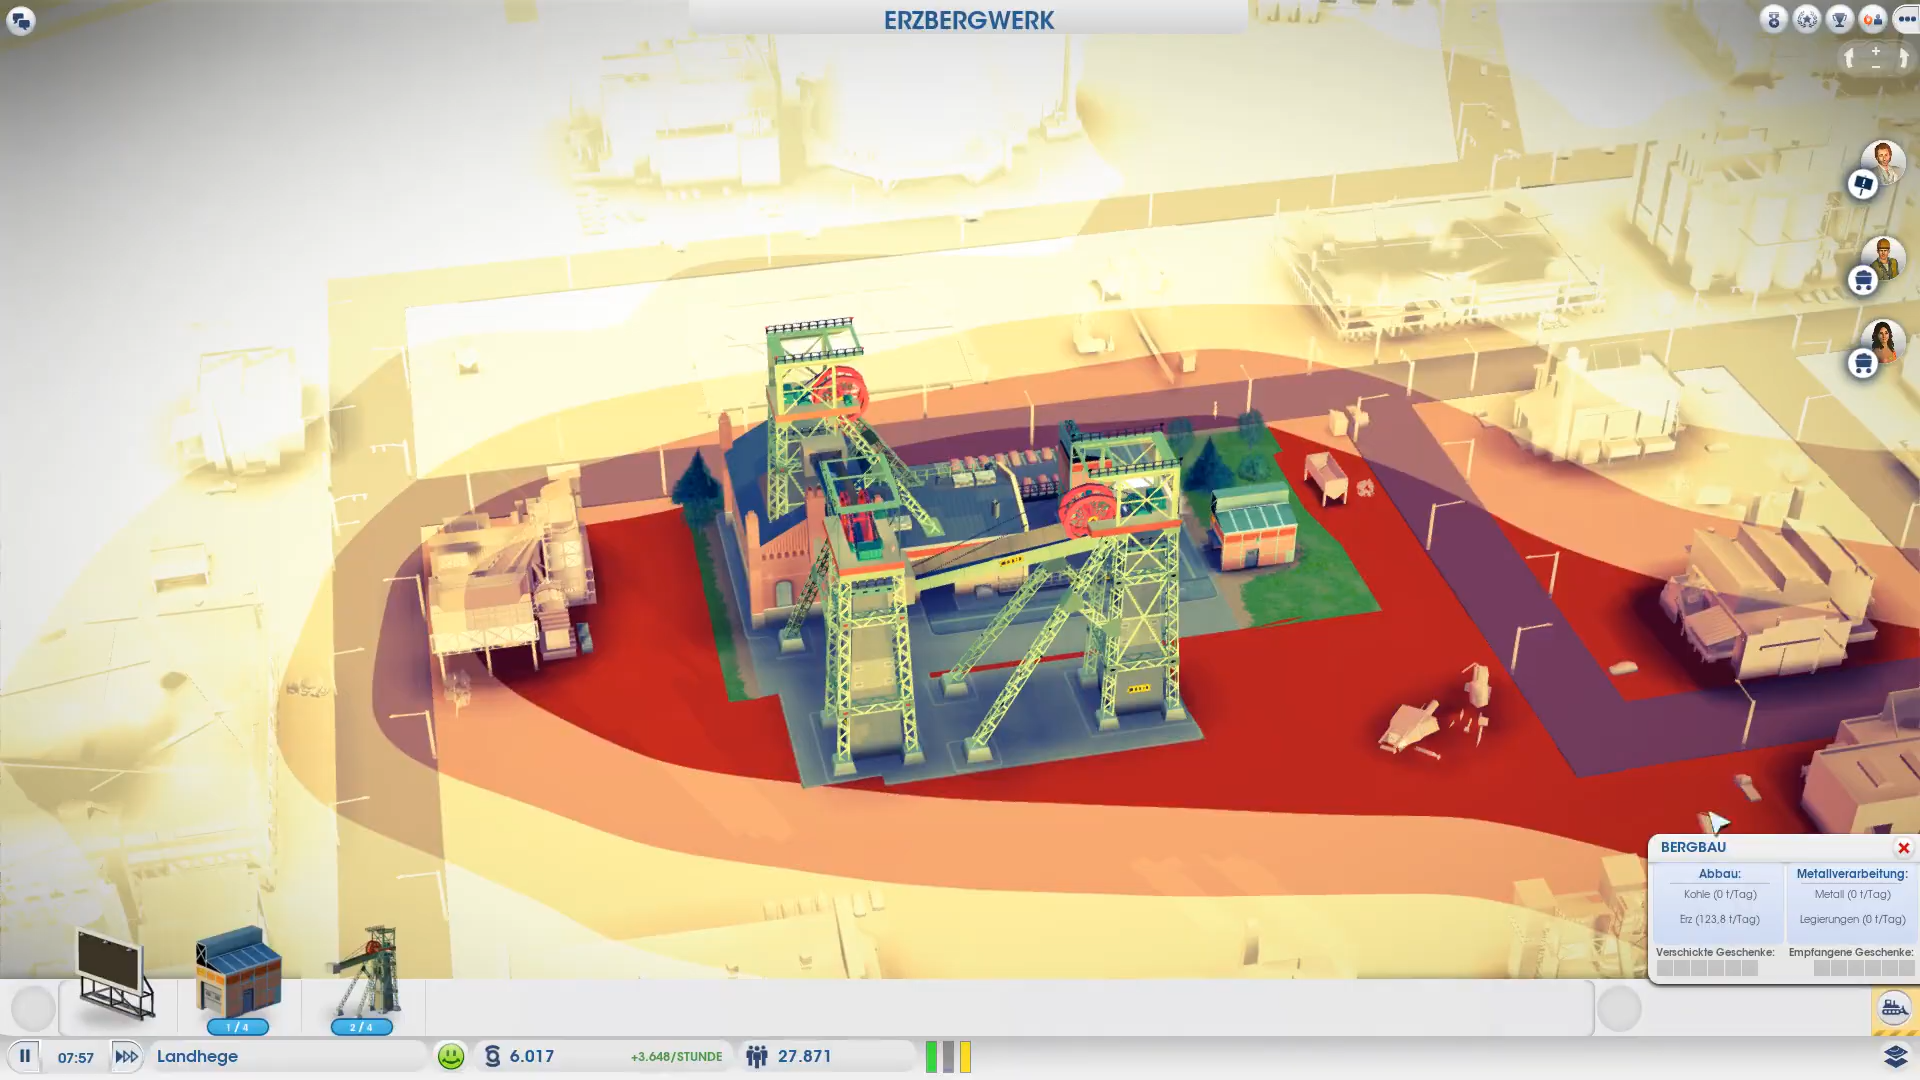 ERZBERGWERK
BERGBAU
Abbau:
Metallverarbeitung:
Kohle (0 t/Tag)
Metall (0 t/Tag)
Erz (123,8 t/Tag)
Legierungen (0 t/Tag)
Verschickte Geschenke:
Empfangene Geschenke:
1 / 4
2 / 4
07:57
Landhege
6.017
+3.648/STUNDE
27.871